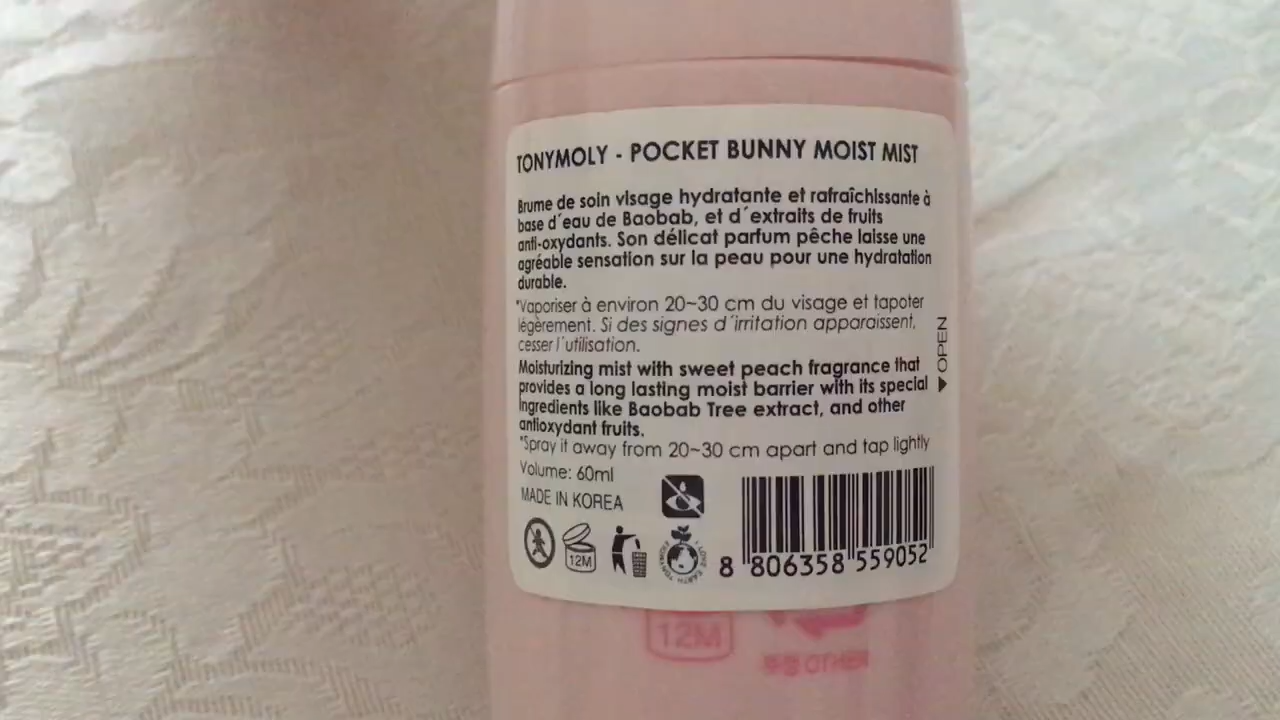 TONYMOLY - POCKET BUNNY MOIST MIST
Brume de soin visage hydratante et rafraîchissante à
base d´eau de Baobab, et d´extraits de fruits
anti-oxydants. Son délicat parfum pêche laisse une
agréable sensation sur la peau pour une hydratation
durable.
*Vaporiser à environ 20~30 cm du visage et tapoter
légèrement. Si des signes d´irritation apparaissent,
cesser l´utilisation.
Moisturizing mist with sweet peach fragrance that
provides a long lasting moist barrier with its special
ingredients like Baobab Tree extract, and other
antioxydant fruits.
*Spray it away from 20~30 cm apart and tap lightly
Volume: 60ml
MADE IN KOREA
▼ OPEN
12M
8 806358 559052
12M
OTHER